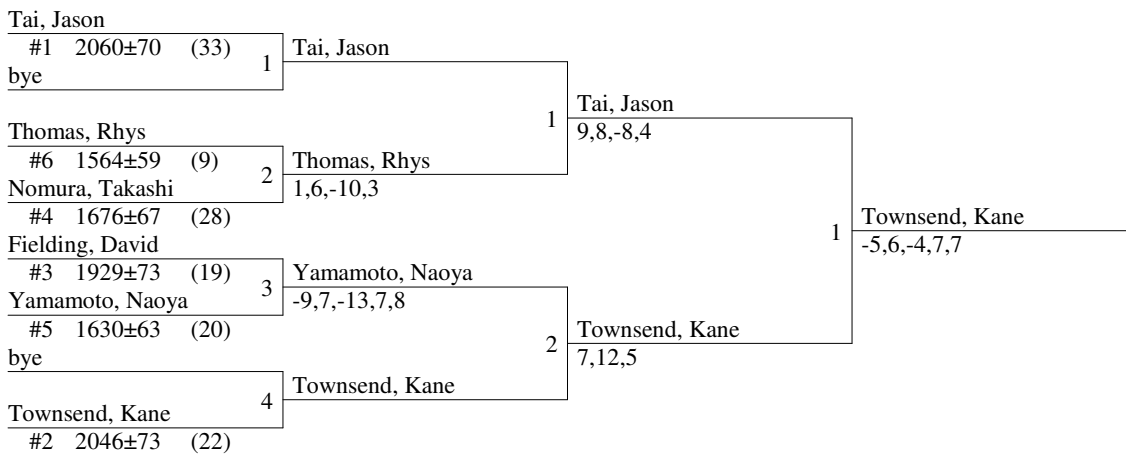 Tai, Jason
#1 2060±70 (33)
bye
1
Tai, Jason
Thomas, Rhys
#6 1564±59 (9)
Nomura, Takashi
#4 1676±67 (28)
2
Thomas, Rhys
1,6,-10,3
1
Tai, Jason
9,8,-8,4
Fielding, David
#3 1929±73 (19)
Yamamoto, Naoya
#5 1630±63 (20)
3
Yamamoto, Naoya
-9,7,-13,7,8
bye
Townsend, Kane
#2 2046±73 (22)
4
Townsend, Kane
2
Townsend, Kane
7,12,5
1
Townsend, Kane
-5,6,-4,7,7